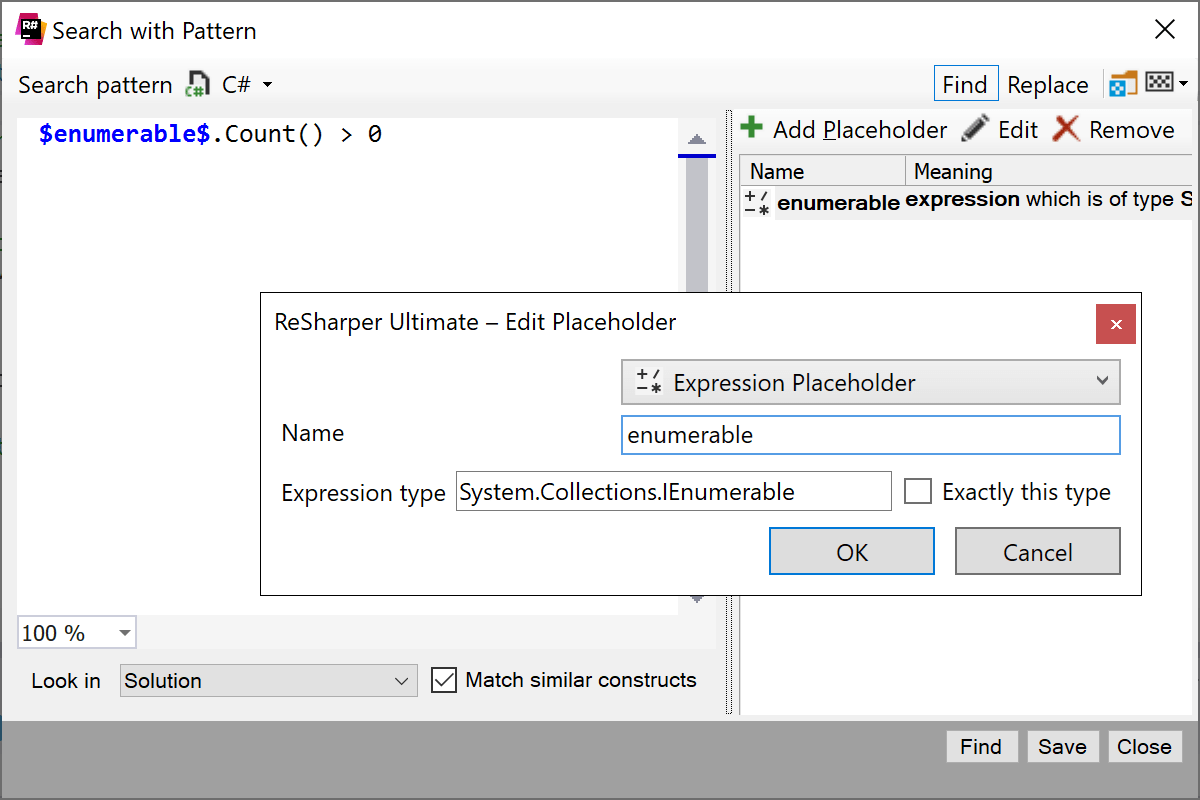 R#
Search with Pattern
Search pattern C# Find Replace
$enumerable$.Count() > 0
Add Placeholder Edit Remove
Name Meaning
enumerable expression which is of type S
ReSharper Ultimate – Edit Placeholder
Expression Placeholder
Name enumerable
Expression type System.Collections.IEnumerable Exactly this type
OK Cancel
100 %
Look in Solution Match similar constructs
Find Save Close